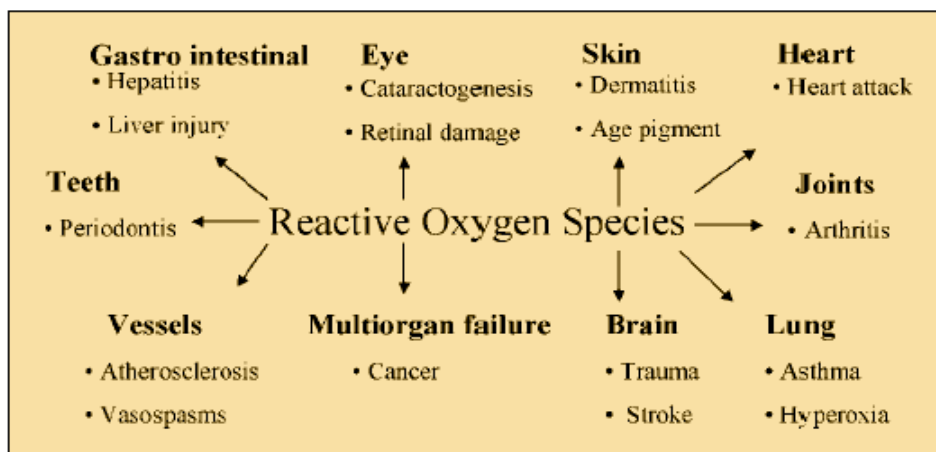 Gastro intestinal
• Hepatitis
• Liver injury
Eye
• Cataractogenesis
• Retinal damage
Skin
• Dermatitis
• Age pigment
Heart
• Heart attack
Teeth
• Periodontis
Reactive Oxygen Species
Joints
• Arthritis
Vessels
• Atherosclerosis
• Vasospasms
Multiorgan failure
• Cancer
Brain
• Trauma
• Stroke
Lung
• Asthma
• Hyperoxia